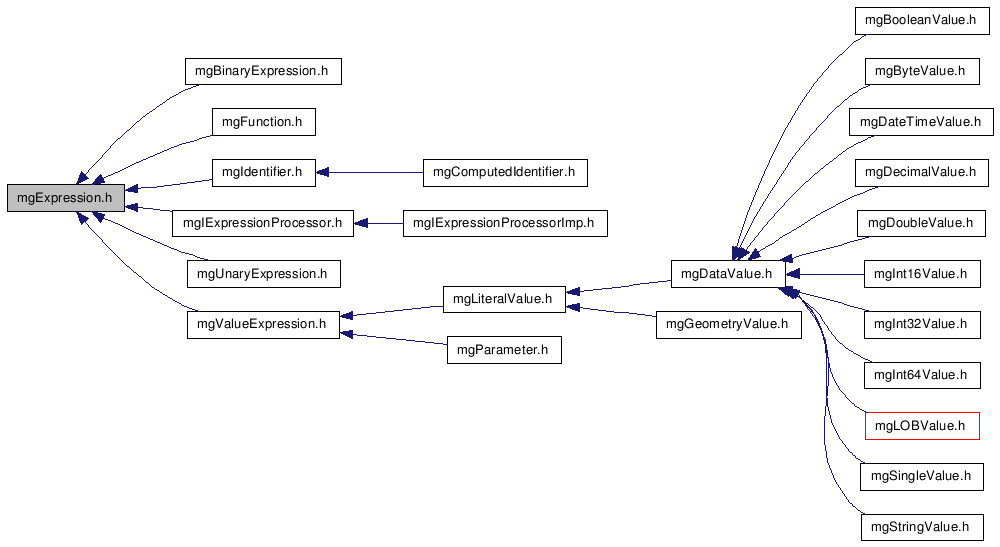 mgBooleanValue.h
mgBinaryExpression.h
mgByteValue.h
mgFunction.h
mgDateTimeValue.h
mgIdentifier.h
mgComputedIdentifier.h
mgDecimalValue.h
mgExpression.h
mgIExpressionProcessor.h
mgIExpressionProcessorImp.h
mgDoubleValue.h
mgUnaryExpression.h
mgDataValue.h
mgInt16Value.h
mgLiteralValue.h
mgValueExpression.h
mgGeometryValue.h
mgInt32Value.h
mgParameter.h
mgInt64Value.h
mgLOBValue.h
mgSingleValue.h
mgStringValue.h